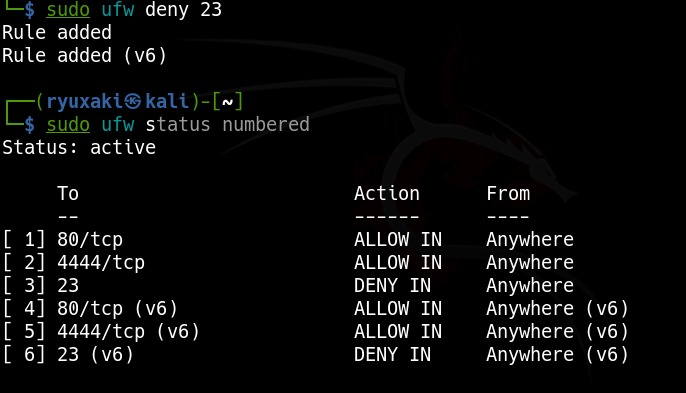 └─$ sudo ufw deny 23
Rule added
Rule added (v6)
┌──(ryuxaki㉿kali)-[~]
└─$ sudo ufw status numbered
Status: active
     To                         Action      From
     --                         ------      ----
[ 1] 80/tcp                     ALLOW IN    Anywhere
[ 2] 4444/tcp                   ALLOW IN    Anywhere
[ 3] 23                         DENY IN     Anywhere
[ 4] 80/tcp (v6)                ALLOW IN    Anywhere (v6)
[ 5] 4444/tcp (v6)              ALLOW IN    Anywhere (v6)
[ 6] 23 (v6)                    DENY IN     Anywhere (v6)